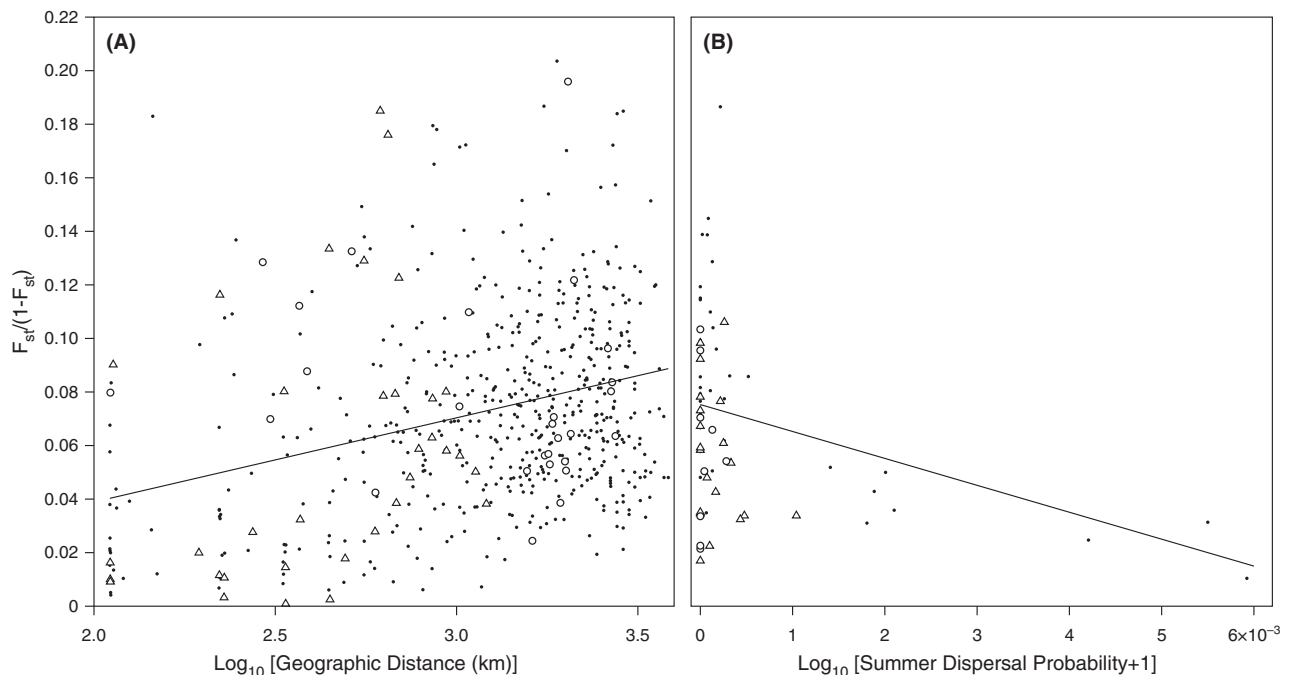 (A)
(B)
0.22
0.20
0.18
0.16
0.14
0.12
0.10
0.08
0.06
0.04
0.02
0
F_st/(1-F_st)
2.0 2.5 3.0 3.5
0 1 2 3 4 5 6×10⁻³
Log₁₀ [Geographic Distance (km)]
Log₁₀ [Summer Dispersal Probability+1]